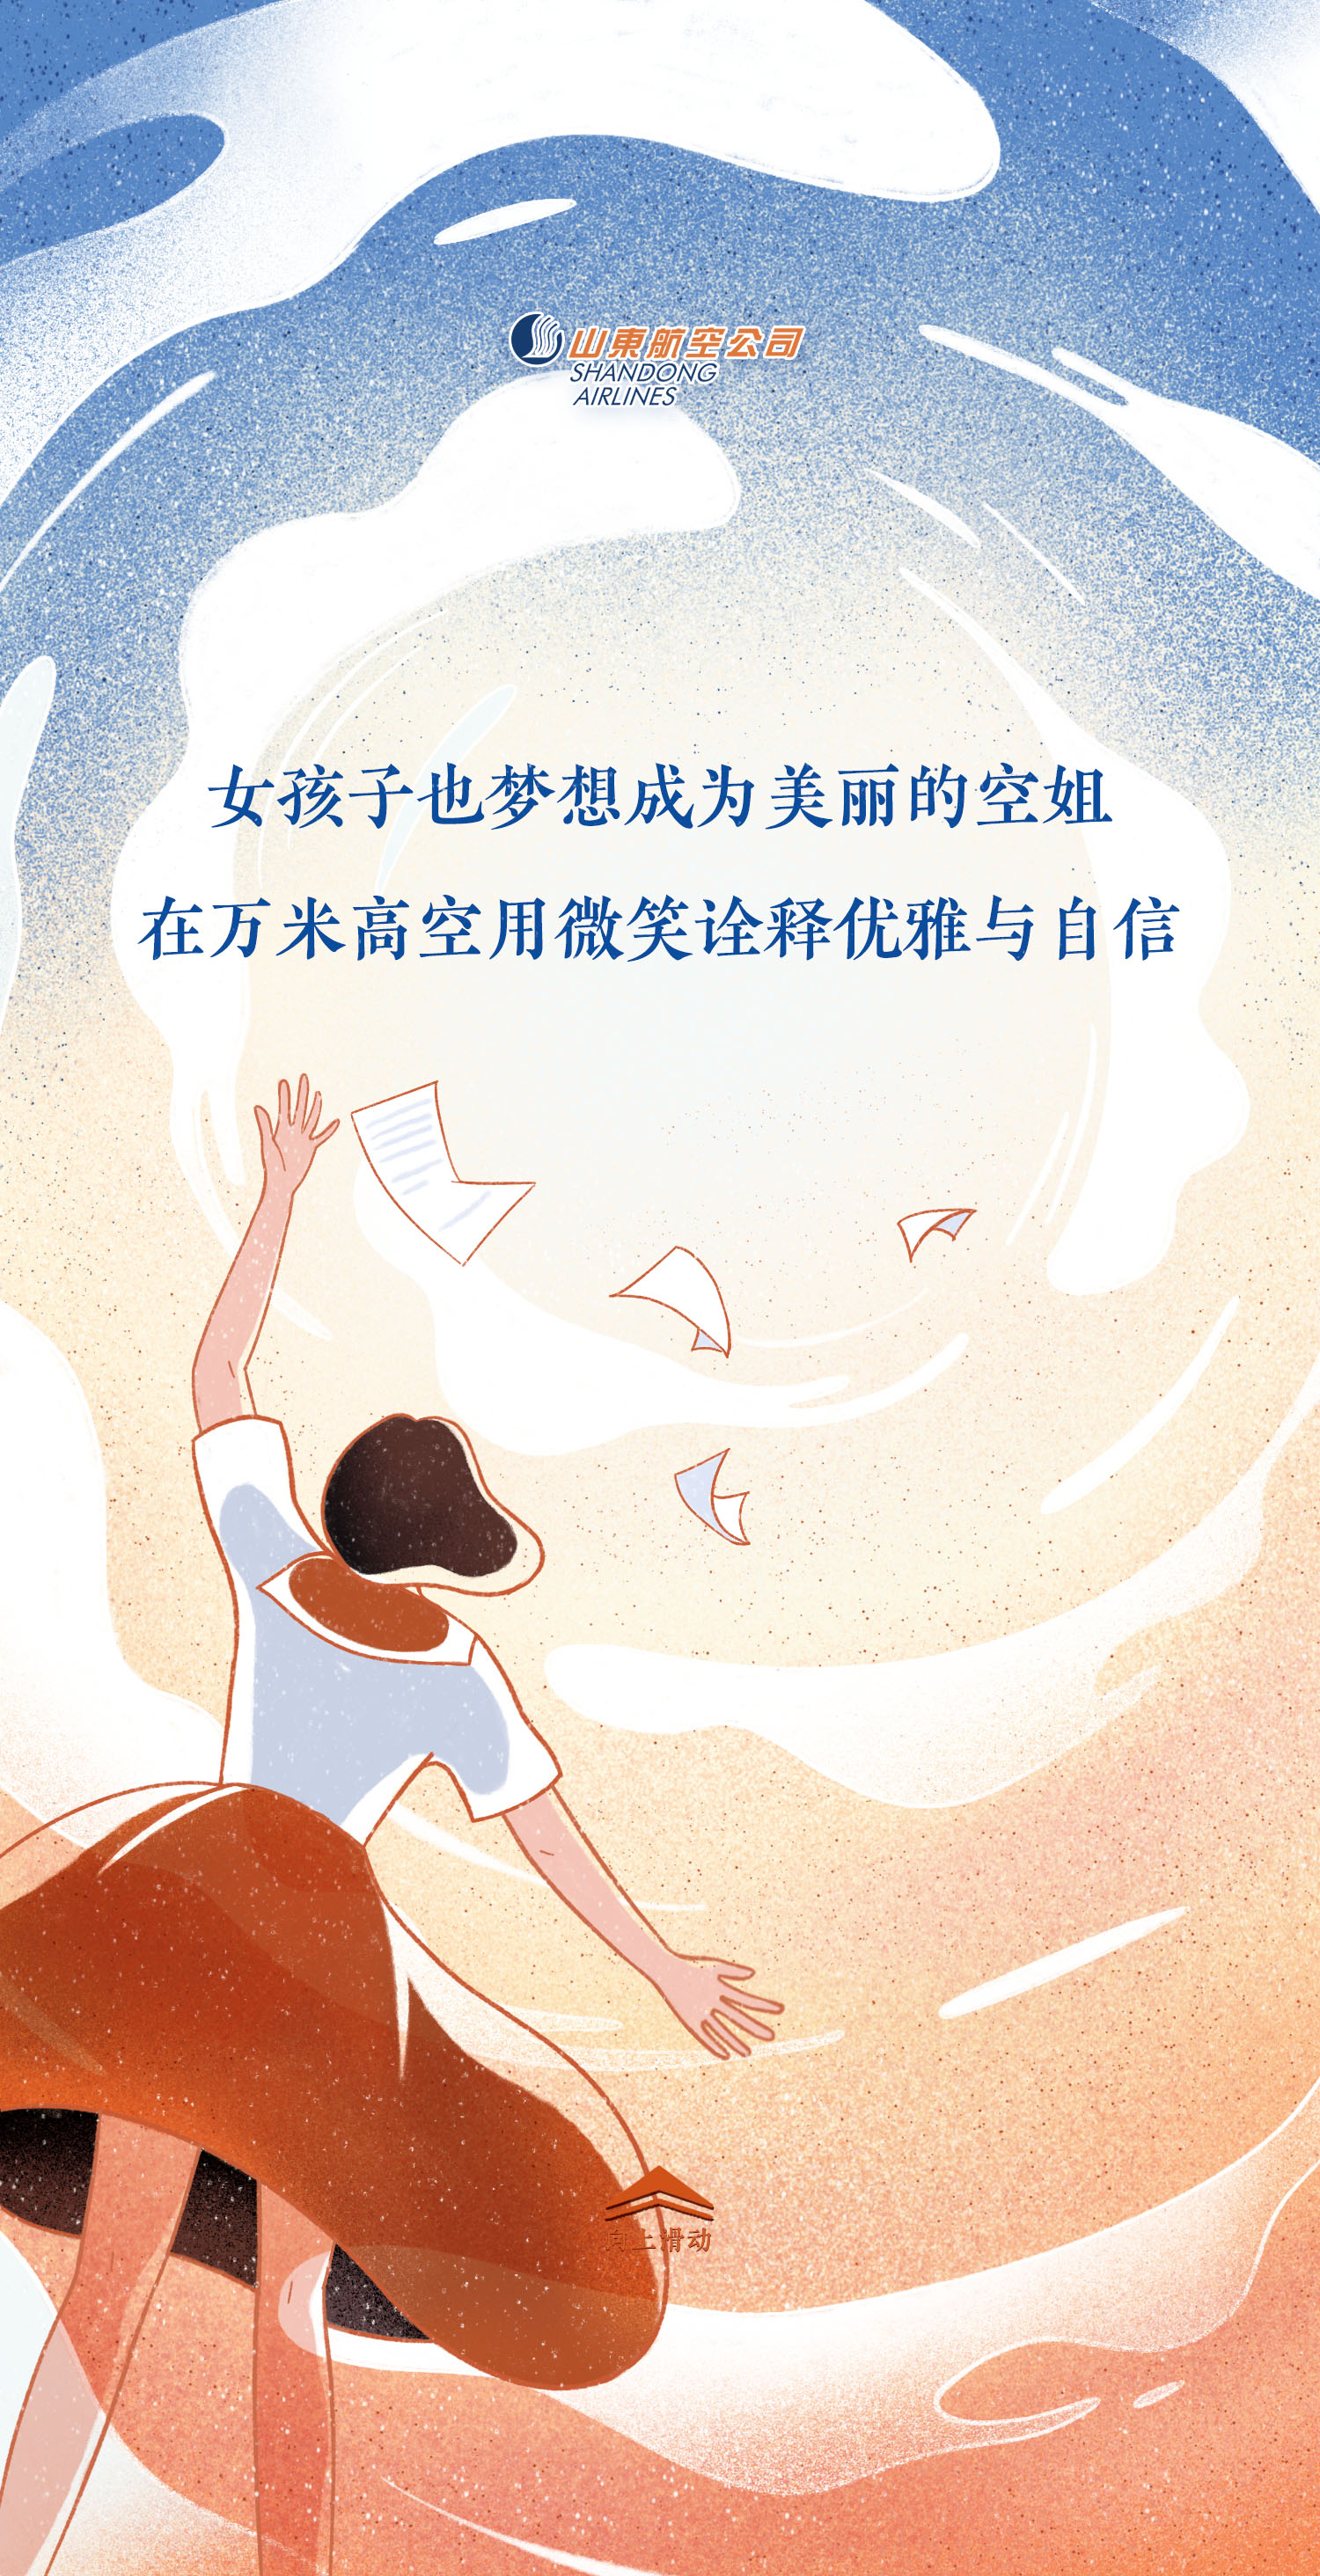 山東航空公司
SHANDONG
AIRLINES
女孩子也梦想成为美丽的空姐
在万米高空用微笑诠释优雅与自信
向上滑动